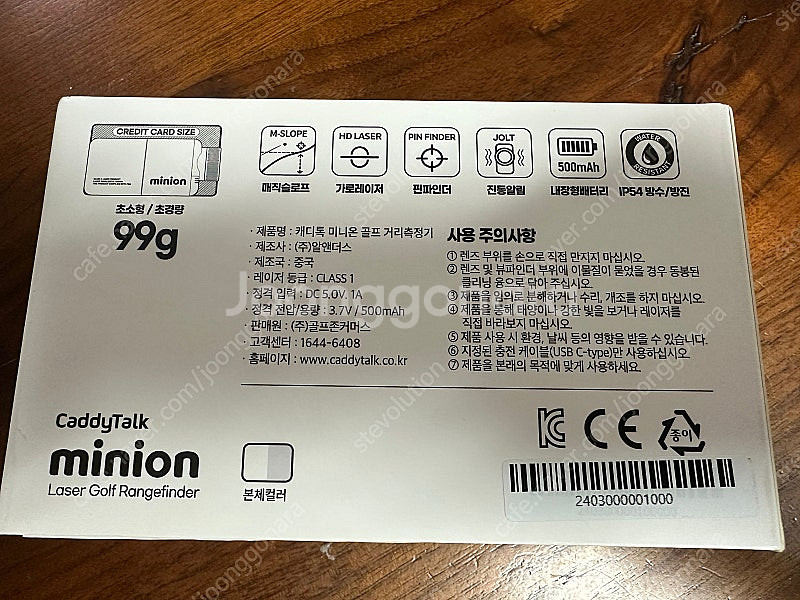 CREDIT CARD SIZE
minion
초소형 / 초경량
99g
M-SLOPE
매직슬로프
HD LASER
가로레이저
PIN FINDER
핀파인더
JOLT
진동알림
500mAh
내장형배터리
WATER RESISTANT
IP54 방수/방진
· 제품명 : 캐디톡 미니온 골프 거리측정기
· 제조사 : (주)알앤더스
· 제조국 : 중국
· 레이저 등급 : CLASS 1
· 정격 입력 : DC 5.0V. 1A
· 정격 전압/용량 : 3.7V / 500mAh
· 판매원 : (주)골프존커머스
· 고객센터 : 1644-6408
· 홈페이지 : www.caddytalk.co.kr
사용 주의사항
① 렌즈 부위를 손으로 직접 만지지 마십시오.
② 렌즈 및 뷰파인더 부위에 이물질이 묻었을 경우 동봉된
클리닝 융으로 닦아 주십시오.
③ 제품을 임의로 분해하거나 수리, 개조를 하지 마십시오.
④ 제품을 통해 태양이나 강한 빛을 보거나 레이저를
직접 바라보지 마십시오.
⑤ 제품 사용 시 환경, 날씨 등의 영향을 받을 수 있습니다.
⑥ 지정된 충전 케이블(USB C-type)만 사용하십시오.
⑦ 제품을 본래의 목적에 맞게 사용하세요.
CaddyTalk
minion
Laser Golf Rangefinder
본체컬러
KC CE 종이
2403000001000
Joonggonara
cafe.naver.com/joonggonara
stevolution